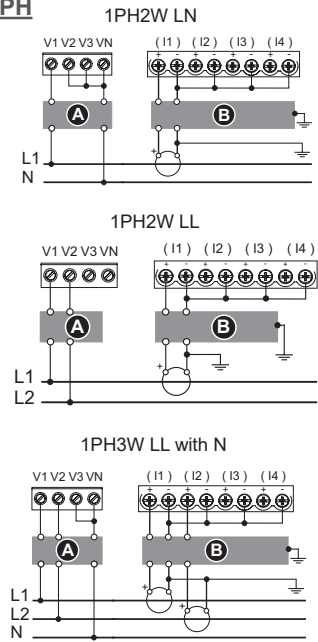 PH
1PH2W LN
V1 V2 V3 VN
( I1 ) ( I2 ) ( I3 ) ( I4 )
+ - + - + - + -
A
B
+
L1
N
1PH2W LL
V1 V2 V3 VN
( I1 ) ( I2 ) ( I3 ) ( I4 )
+ - + - + - + -
A
B
+
L1
L2
1PH3W LL with N
V1 V2 V3 VN
( I1 ) ( I2 ) ( I3 ) ( I4 )
+ - + - + - + -
A
B
+
+
L1
L2
N